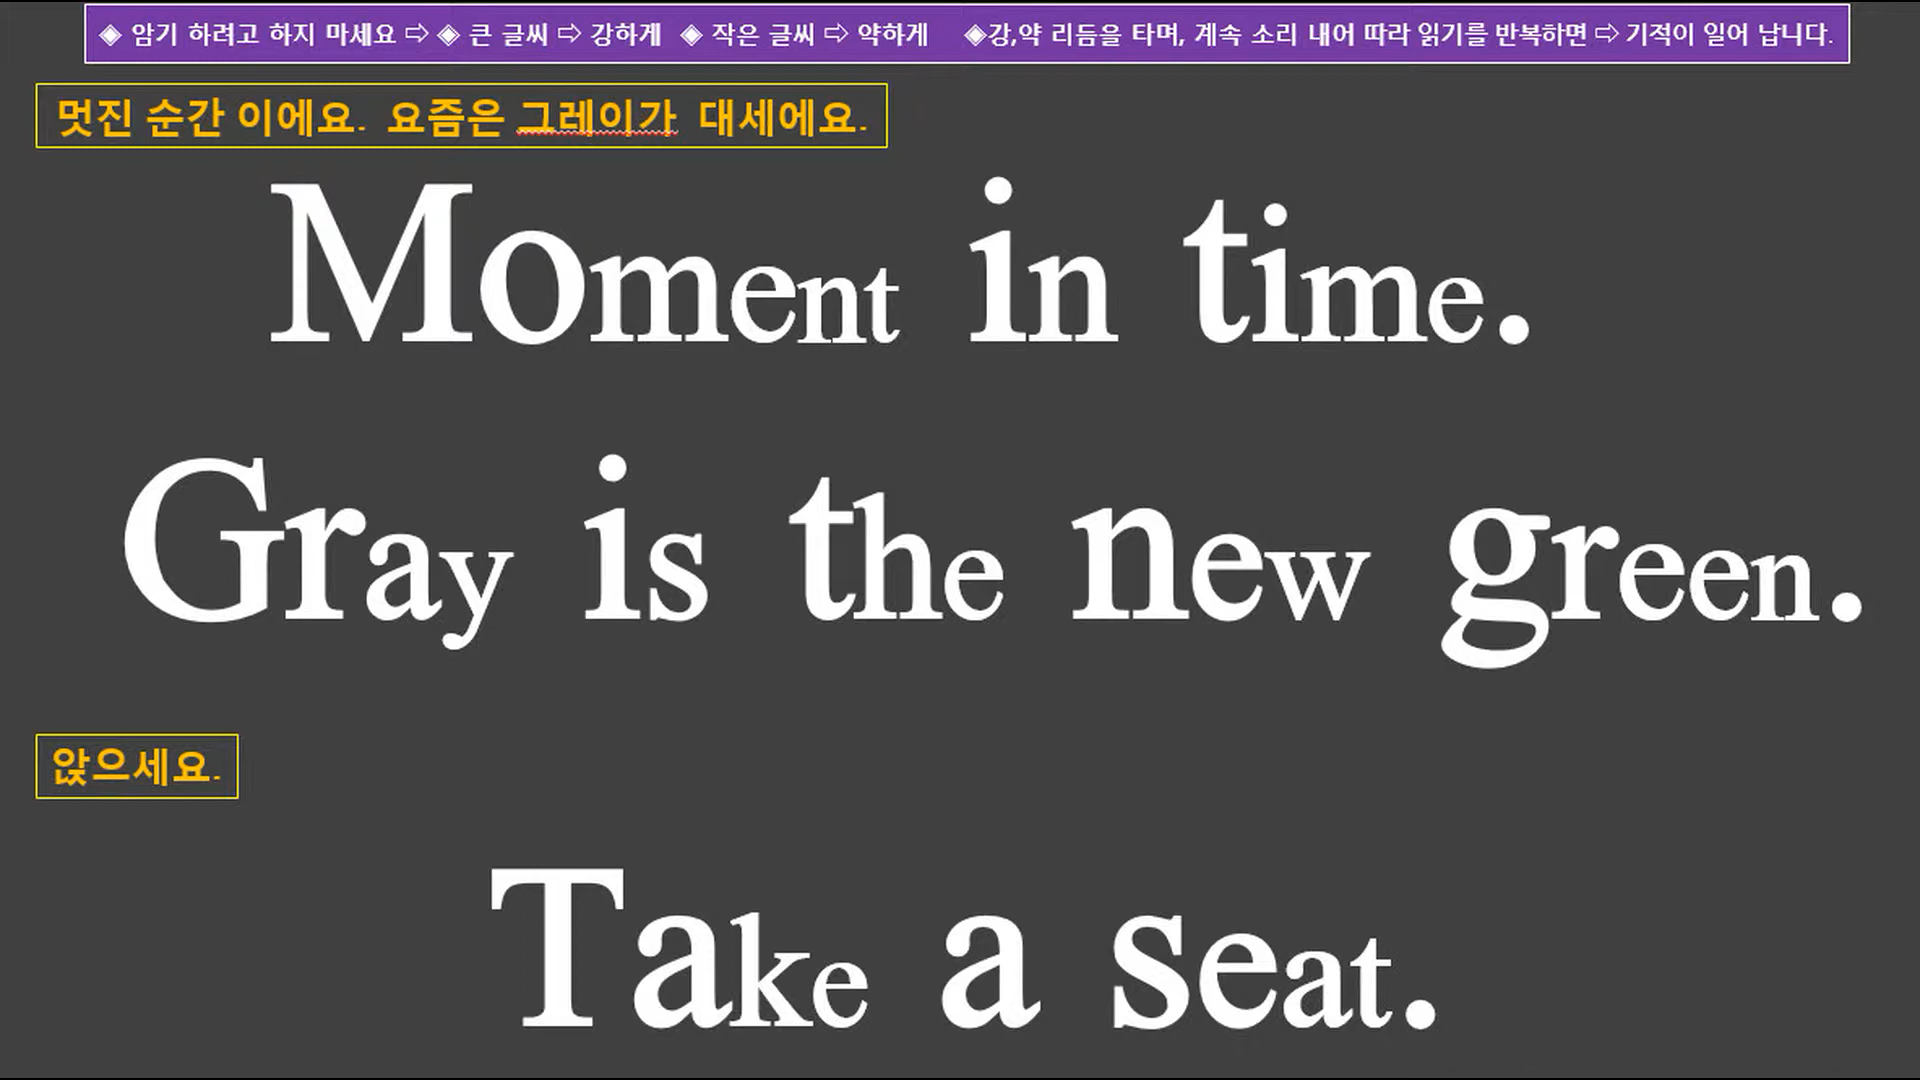 ◈ 암기 하려고 하지 마세요 ⇨ ◈ 큰 글씨 ⇨ 강하게 ◈ 작은 글씨 ⇨ 약하게 ◈강,약 리듬을 타며, 계속 소리 내어 따라 읽기를 반복하면 ⇨ 기적이 일어 납니다.
멋진 순간 이에요. 요즘은 그레이가 대세에요.
Moment in time.
Gray is the new green.
앉으세요.
Take a seat.